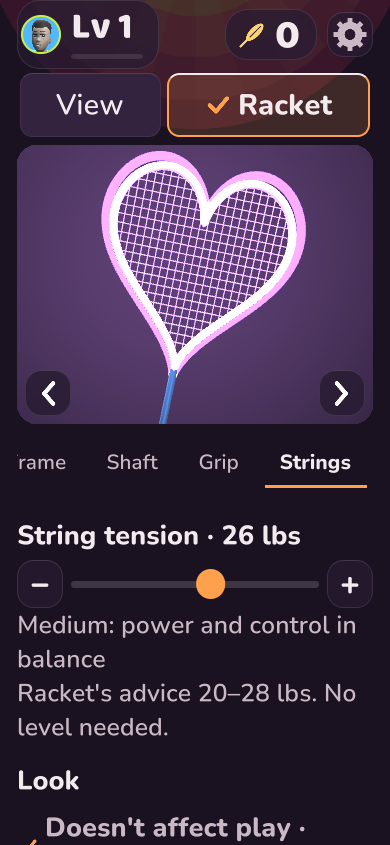 Lv 1
0
View
Racket
rame
Shaft
Grip
Strings
String tension · 26 lbs
Medium: power and control in
balance
Racket's advice 20–28 lbs. No
level needed.
Look
Doesn't affect play ·